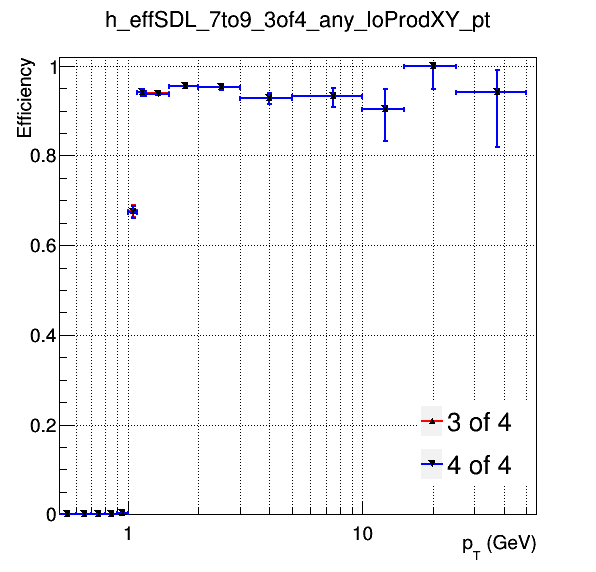 h_effSDL_7to9_3of4_any_loProdXY_pt
Efficiency
1
0.8
0.6
0.4
0.2
0
3 of 4
4 of 4
1
10
p_T (GeV)